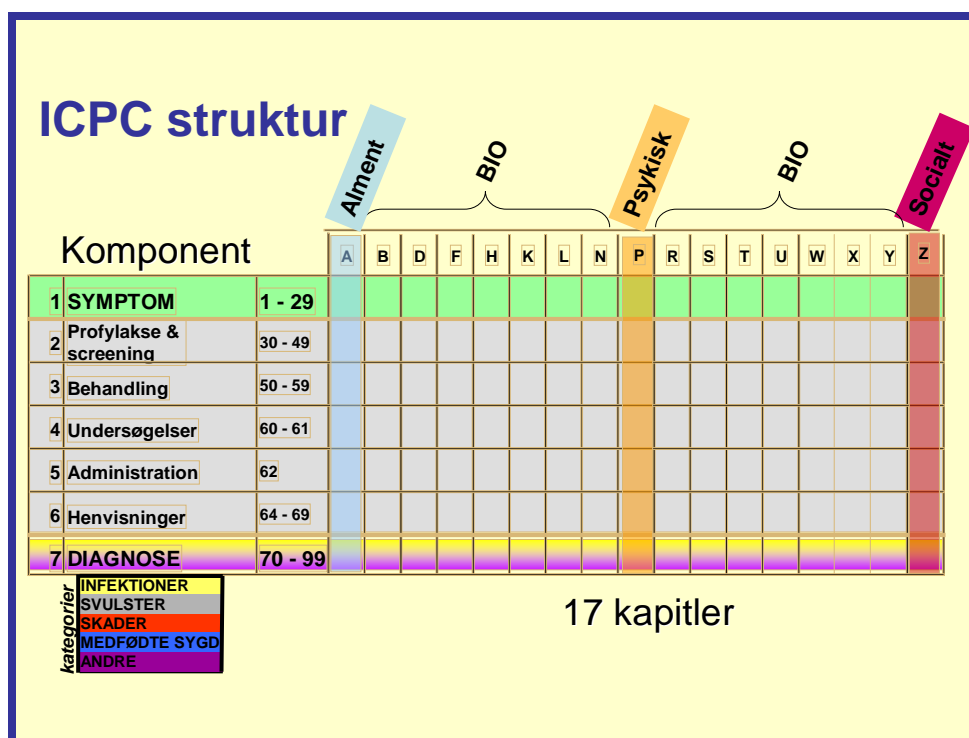 ICPC struktur
Alment
BIO
Psykisk
BIO
Socialt
Komponent
A B D F H K L N P R S T U W X Y Z
1 SYMPTOM 1 - 29
2 Profylakse &
screening 30 - 49
3 Behandling 50 - 59
4 Undersøgelser 60 - 61
5 Administration 62
6 Henvisninger 64 - 69
7 DIAGNOSE 70 - 99
kategorier
INFEKTIONER
SVULSTER
SKADER
MEDFØDTE SYGD
ANDRE
17 kapitler